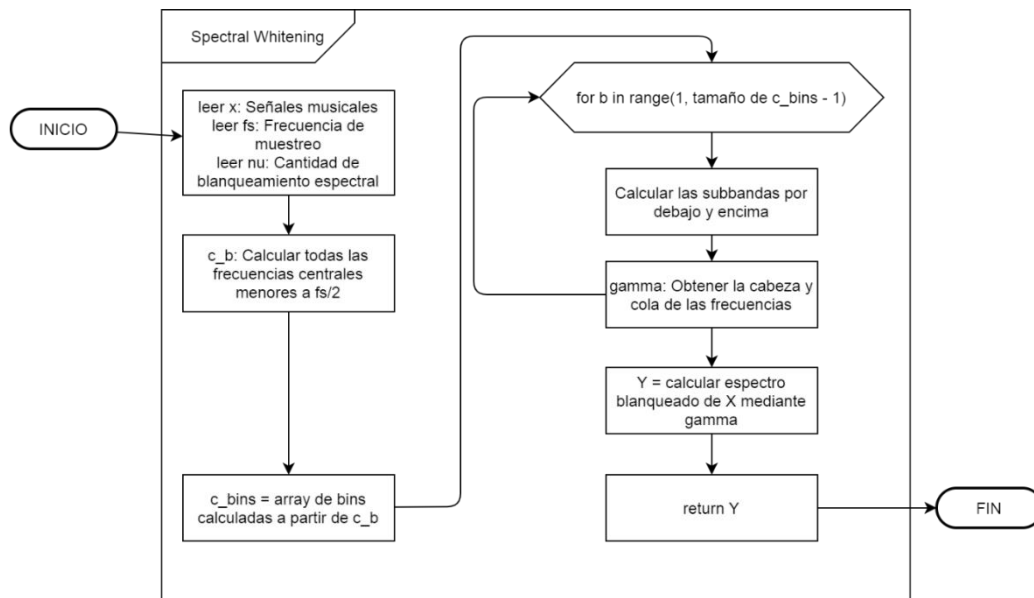 Spectral Whitening
INICIO
leer x: Señales musicales
leer fs: Frecuencia de
muestreo
leer nu: Cantidad de
blanqueamiento espectral
c_b: Calcular todas las
frecuencias centrales
menores a fs/2
c_bins = array de bins
calculadas a partir de c_b
for b in range(1, tamaño de c_bins - 1)
Calcular las subbandas por
debajo y encima
gamma: Obtener la cabeza y
cola de las frecuencias
Y = calcular espectro
blanqueado de X mediante
gamma
return Y
FIN